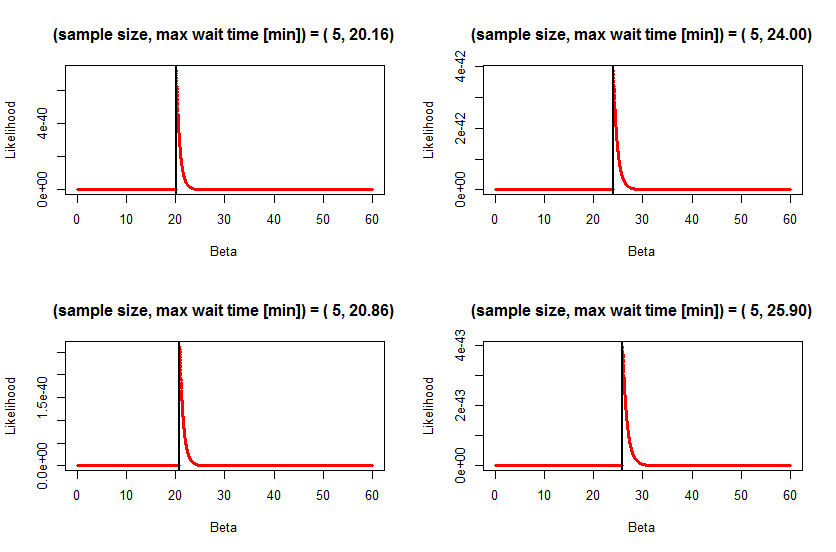 (sample size, max wait time [min]) = ( 5, 20.16)
Likelihood
0e+00 4e-40
0 10 20 30 40 50 60
Beta
(sample size, max wait time [min]) = ( 5, 24.00)
Likelihood
0e+00 2e-42 4e-42
0 10 20 30 40 50 60
Beta
(sample size, max wait time [min]) = ( 5, 20.86)
Likelihood
0.0e+00 1.5e-40
0 10 20 30 40 50 60
Beta
(sample size, max wait time [min]) = ( 5, 25.90)
Likelihood
0e+00 2e-43 4e-43
0 10 20 30 40 50 60
Beta